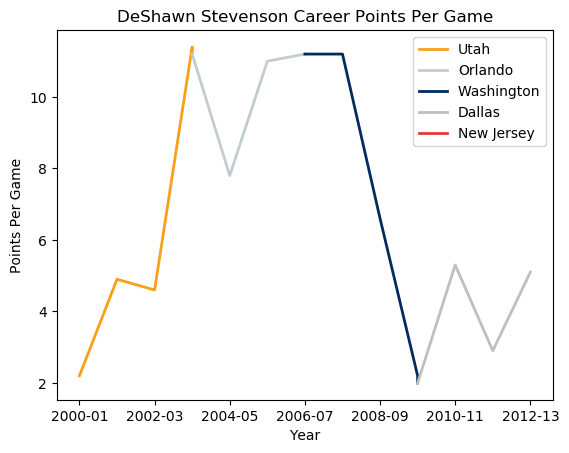 DeShawn Stevenson Career Points Per Game
Utah
Orlando
Washington
Dallas
New Jersey
Points Per Game
10
8
6
4
2
2000-01 2002-03 2004-05 2006-07 2008-09 2010-11 2012-13
Year